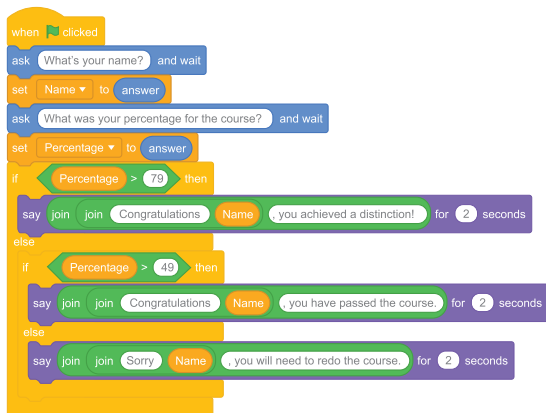 when clicked
ask What's your name? and wait
set Name to answer
ask What was your percentage for the course? and wait
set Percentage to answer
if Percentage > 79 then
say join join Congratulations Name , you achieved a distinction! for 2 seconds
else
if Percentage > 49 then
say join join Congratulations Name , you have passed the course. for 2 seconds
else
say join join Sorry Name , you will need to redo the course. for 2 seconds